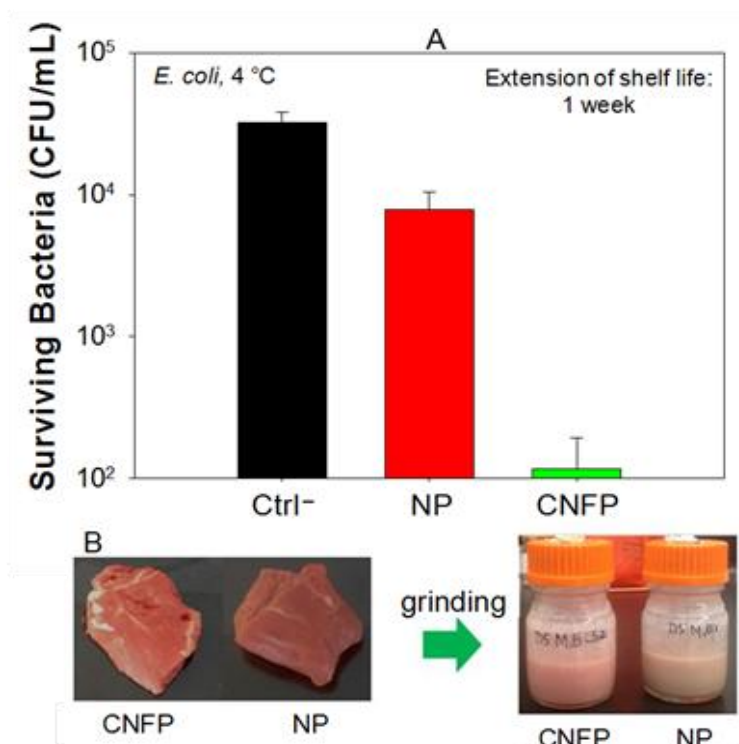 A
E. coli, 4 °C
Extension of shelf life:
1 week
Surviving Bacteria (CFU/mL)
10⁵
10⁴
10³
10²
Ctrl⁻
NP
CNFP
B
grinding
CNFP
NP
CNFP
NP